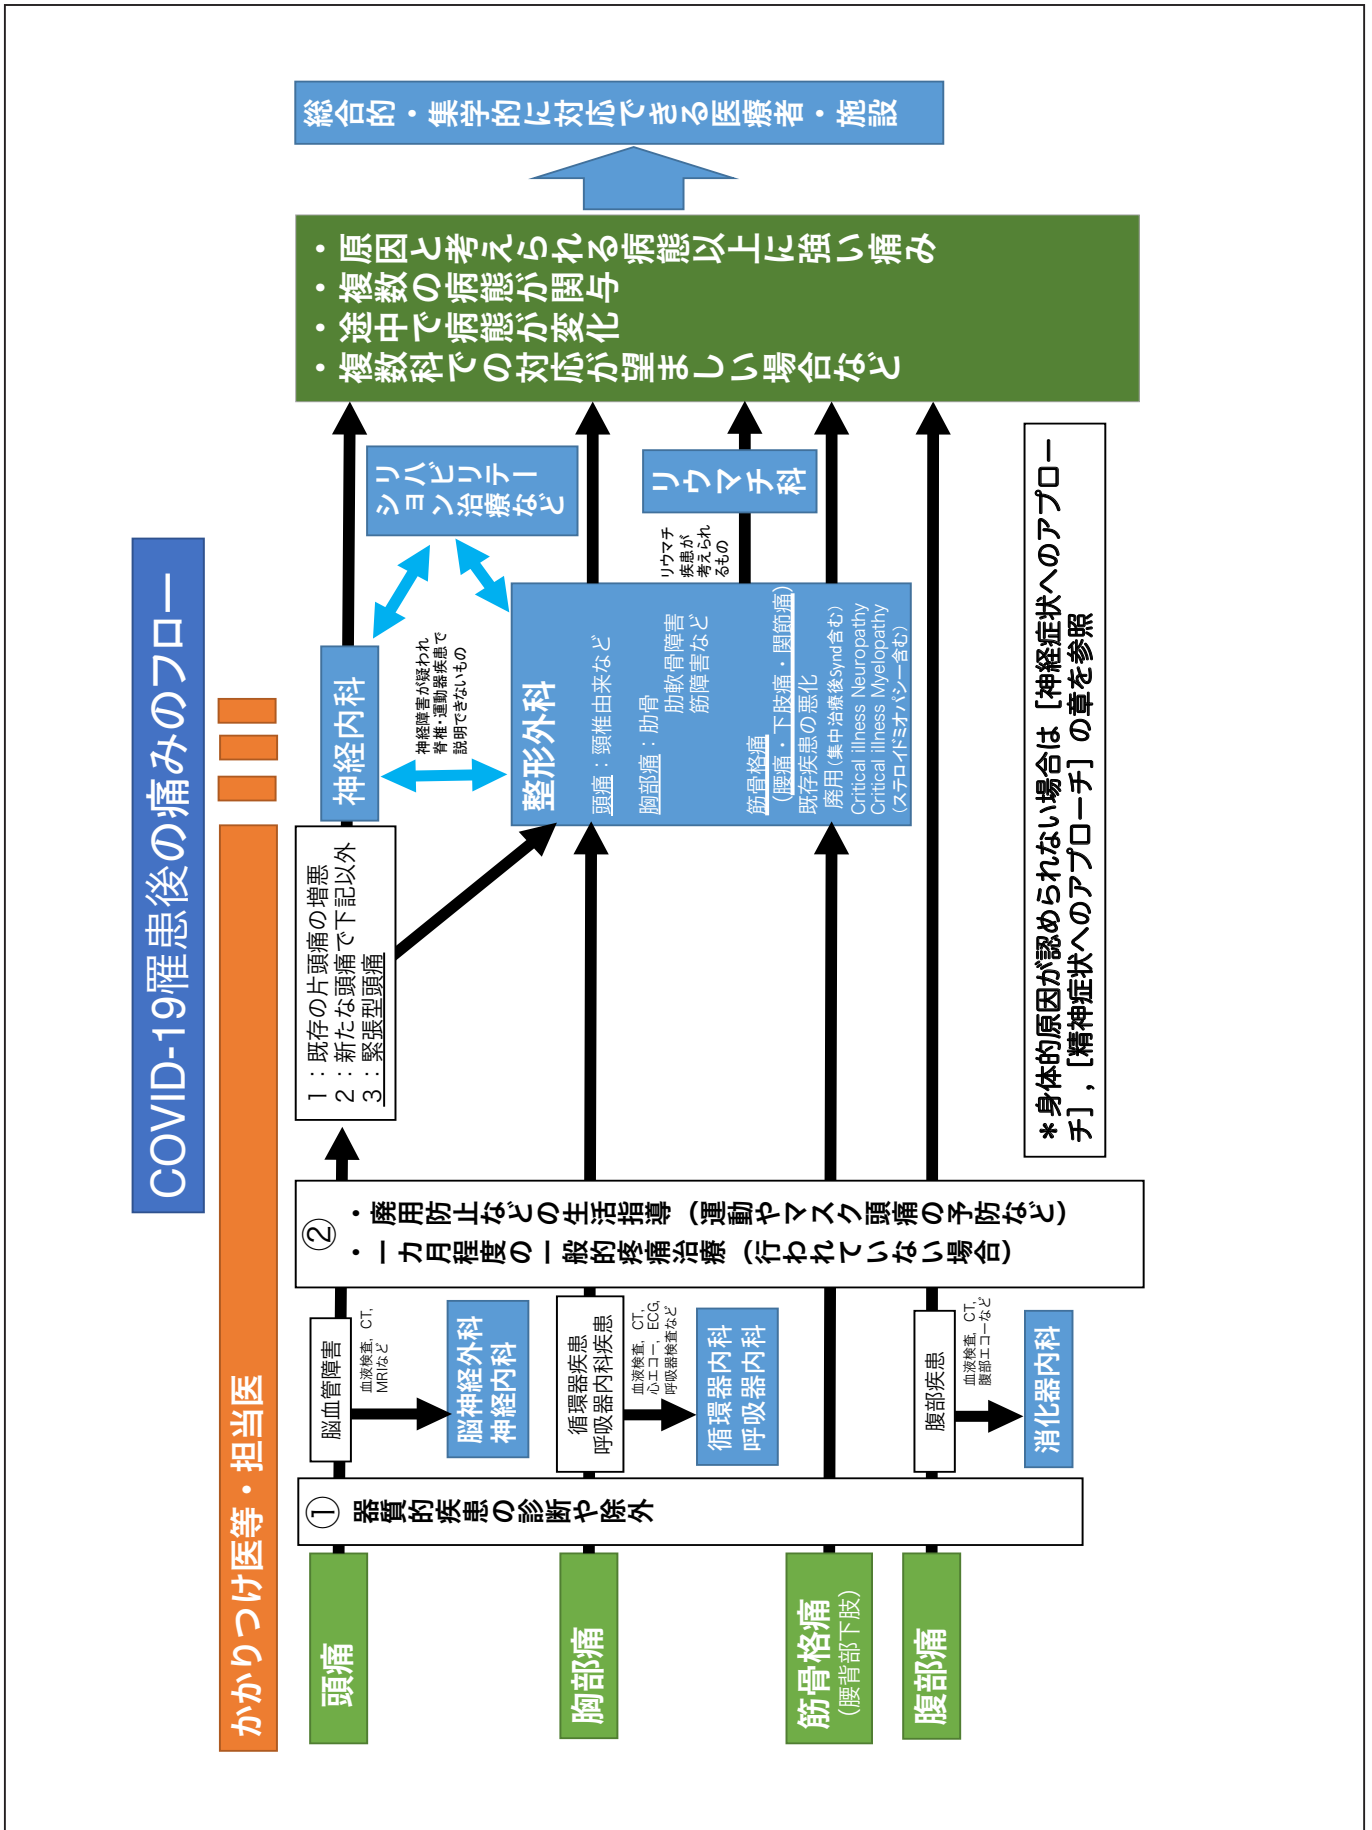 COVID-19罹患後の痛みのフロー
かかりつけ医等・担当医
頭痛
胸部痛
筋骨格痛
（腰背部下肢）
腹部痛
① 器質的疾患の診断や除外
脳血管障害
血液検査, CT,
MRIなど
脳神経外科
神経内科
循環器疾患
呼吸器内科疾患
血液検査, CT,
心エコー, ECG,
呼吸器検査など
循環器内科
呼吸器内科
腹部疾患
血液検査, CT,
腹部エコーなど
消化器内科
②
・廃用防止などの生活指導（運動やマスク頭痛の予防など）
・一カ月程度の一般的疼痛治療（行われていない場合）
1：既存の片頭痛の増悪
2：新たな頭痛で下記以外
3：緊張型頭痛
神経内科
神経障害が疑われ
脊椎・運動器疾患で
説明できないもの
リハビリテー
ション治療など
整形外科
頭痛：頸椎由来など
胸部痛：肋骨
肋軟骨障害
筋障害など
筋骨格痛
（腰痛・下肢痛・関節痛）
既存疾患の悪化
廃用（集中治療後Synd含む）
Critical illness Neuropathy
Critical illness Myelopathy
（ステロイドミオパシー含む）
リウマチ
疾患が
考えられ
るもの
リウマチ科
・原因と考えられる病態以上に強い痛み
・複数の病態が関与
・途中で病態が変化
・複数科での対応が望ましい場合など
総合的・集学的に対応できる医療者・施設
＊身体的原因が認められない場合は［神経症状へのアプロー
チ］，［精神症状へのアプローチ］の章を参照